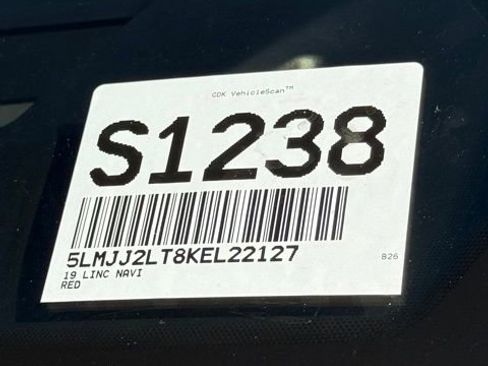 CDK VehicleScan™
S1238
5LMJJ2LT8KEL22127
19 LINC NAVI
RED
B26